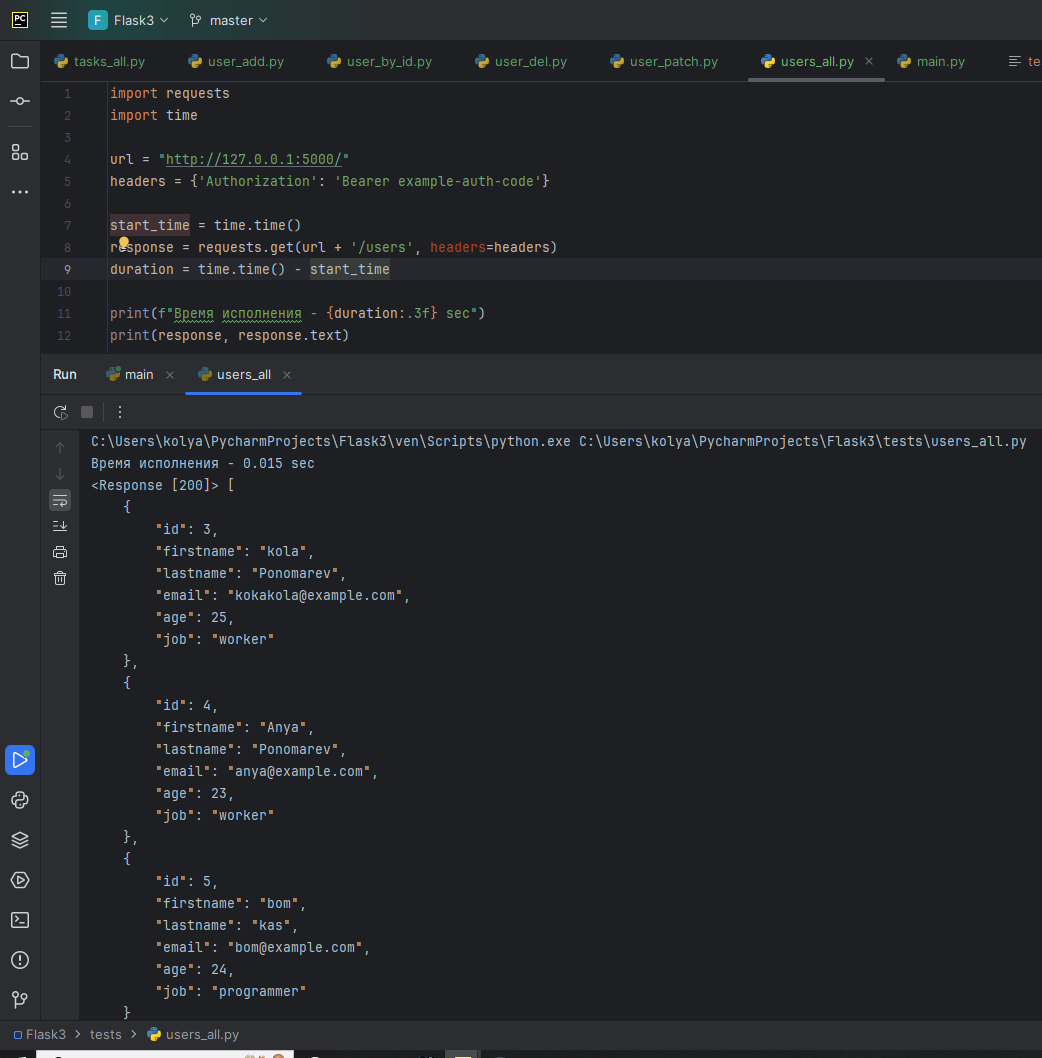 PC F Flask3 master
tasks_all.py user_add.py user_by_id.py user_del.py user_patch.py users_all.py main.py te
1 import requests
2 import time
3
4 url = "http://127.0.0.1:5000/"
5 headers = {'Authorization': 'Bearer example-auth-code'}
6
7 start_time = time.time()
8 response = requests.get(url + '/users', headers=headers)
9 duration = time.time() - start_time
10
11 print(f"Время исполнения - {duration:.3f} sec")
12 print(response, response.text)
Run main users_all
C:\Users\kolya\PycharmProjects\Flask3\ven\Scripts\python.exe C:\Users\kolya\PycharmProjects\Flask3\tests\users_all.py
Время исполнения - 0.015 sec
<Response [200]> [
{
"id": 3,
"firstname": "kola",
"lastname": "Ponomarev",
"email": "kokakola@example.com",
"age": 25,
"job": "worker"
},
{
"id": 4,
"firstname": "Anya",
"lastname": "Ponomarev",
"email": "anya@example.com",
"age": 23,
"job": "worker"
},
{
"id": 5,
"firstname": "bom",
"lastname": "kas",
"email": "bom@example.com",
"age": 24,
"job": "programmer"
}
Flask3 > tests > users_all.py